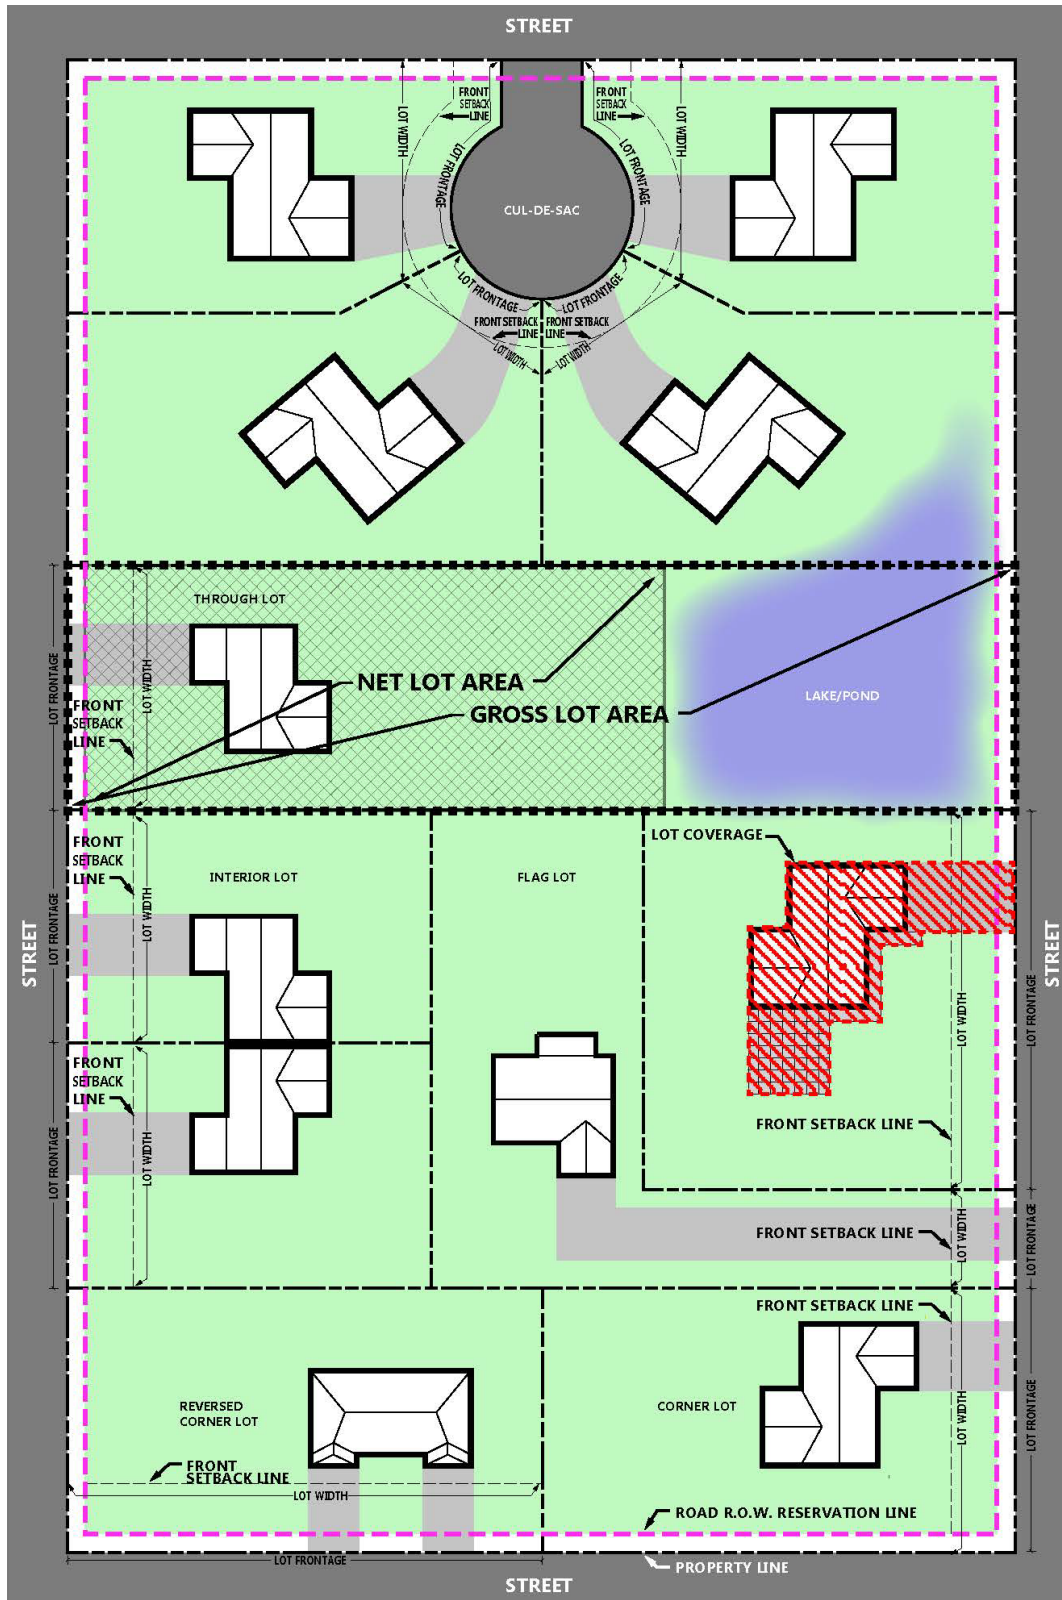 STREET
FRONT
SETBACK
LINE
FRONT
SETBACK
LINE
LOT WIDTH
LOT FRONTAGE
LOT FRONTAGE
LOT WIDTH
CUL-DE-SAC
LOT FRONTAGE
LOT FRONTAGE
FRONT SETBACK
LINE
FRONT SETBACK
LINE
LOT WIDTH
LOT WIDTH
THROUGH LOT
LOT FRONTAGE
LOT WIDTH
NET LOT AREA
GROSS LOT AREA
LAKE/POND
FRONT
SETBACK
LINE
LOT COVERAGE
FRONT
SETBACK
LINE
INTERIOR LOT
FLAG LOT
LOT FRONTAGE
LOT WIDTH
STREET
STREET
LOT WIDTH
LOT FRONTAGE
FRONT
SETBACK
LINE
LOT FRONTAGE
LOT WIDTH
FRONT SETBACK LINE
FRONT SETBACK LINE
LOT WIDTH
LOT FRONTAGE
FRONT SETBACK LINE
REVERSED
CORNER LOT
CORNER LOT
LOT WIDTH
LOT FRONTAGE
FRONT
SETBACK LINE
LOT WIDTH
ROAD R.O.W. RESERVATION LINE
LOT FRONTAGE
PROPERTY LINE
STREET